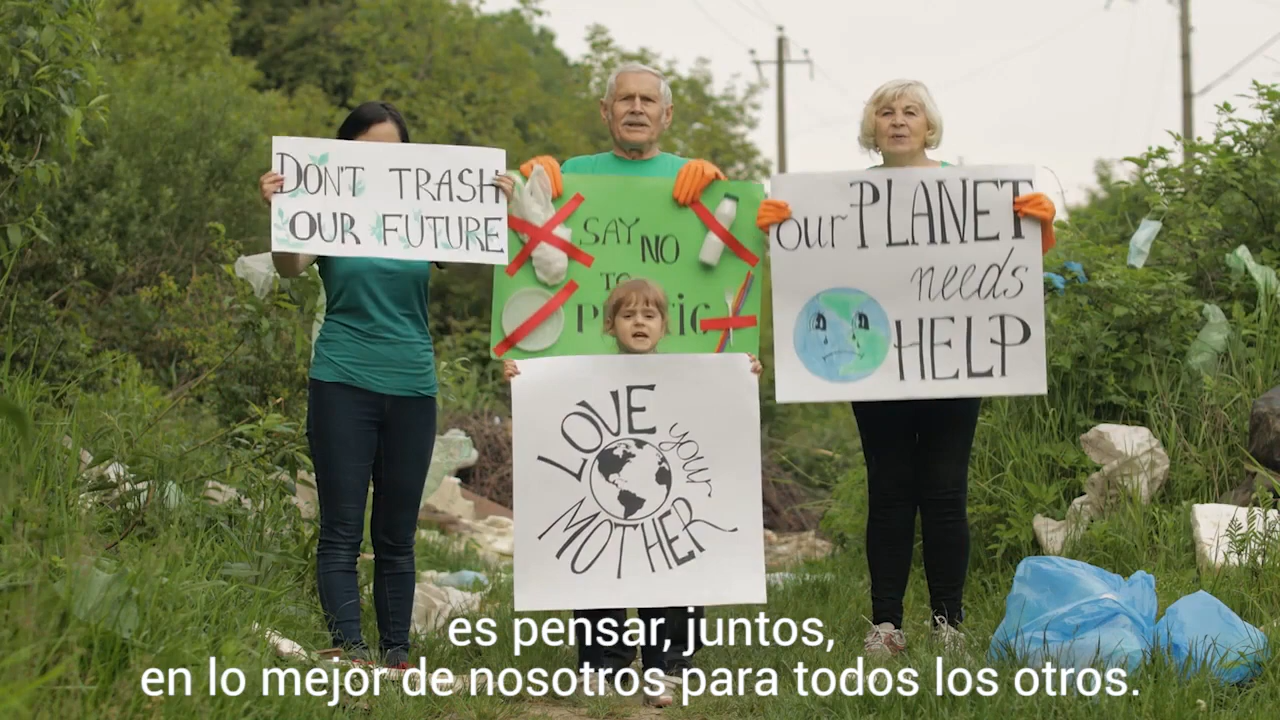 DON'T TRASH
OUR FUTURE
SAY NO
TO
OUR PLANET
needs
HELP
LOVE
your
MOTHER
es pensar, juntos,
en lo mejor de nosotros para todos los otros.